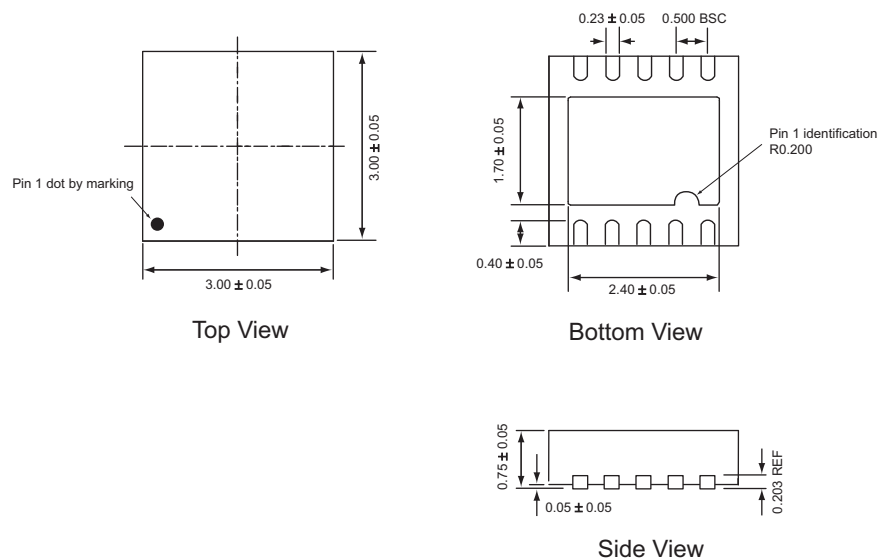 Pin 1 dot by marking
3.00 ± 0.05
3.00 ± 0.05
Top View
0.23 ± 0.05
0.500 BSC
1.70 ± 0.05
Pin 1 identification
R0.200
0.40 ± 0.05
2.40 ± 0.05
Bottom View
0.75 ± 0.05
0.05 ± 0.05
0.203 REF
Side View